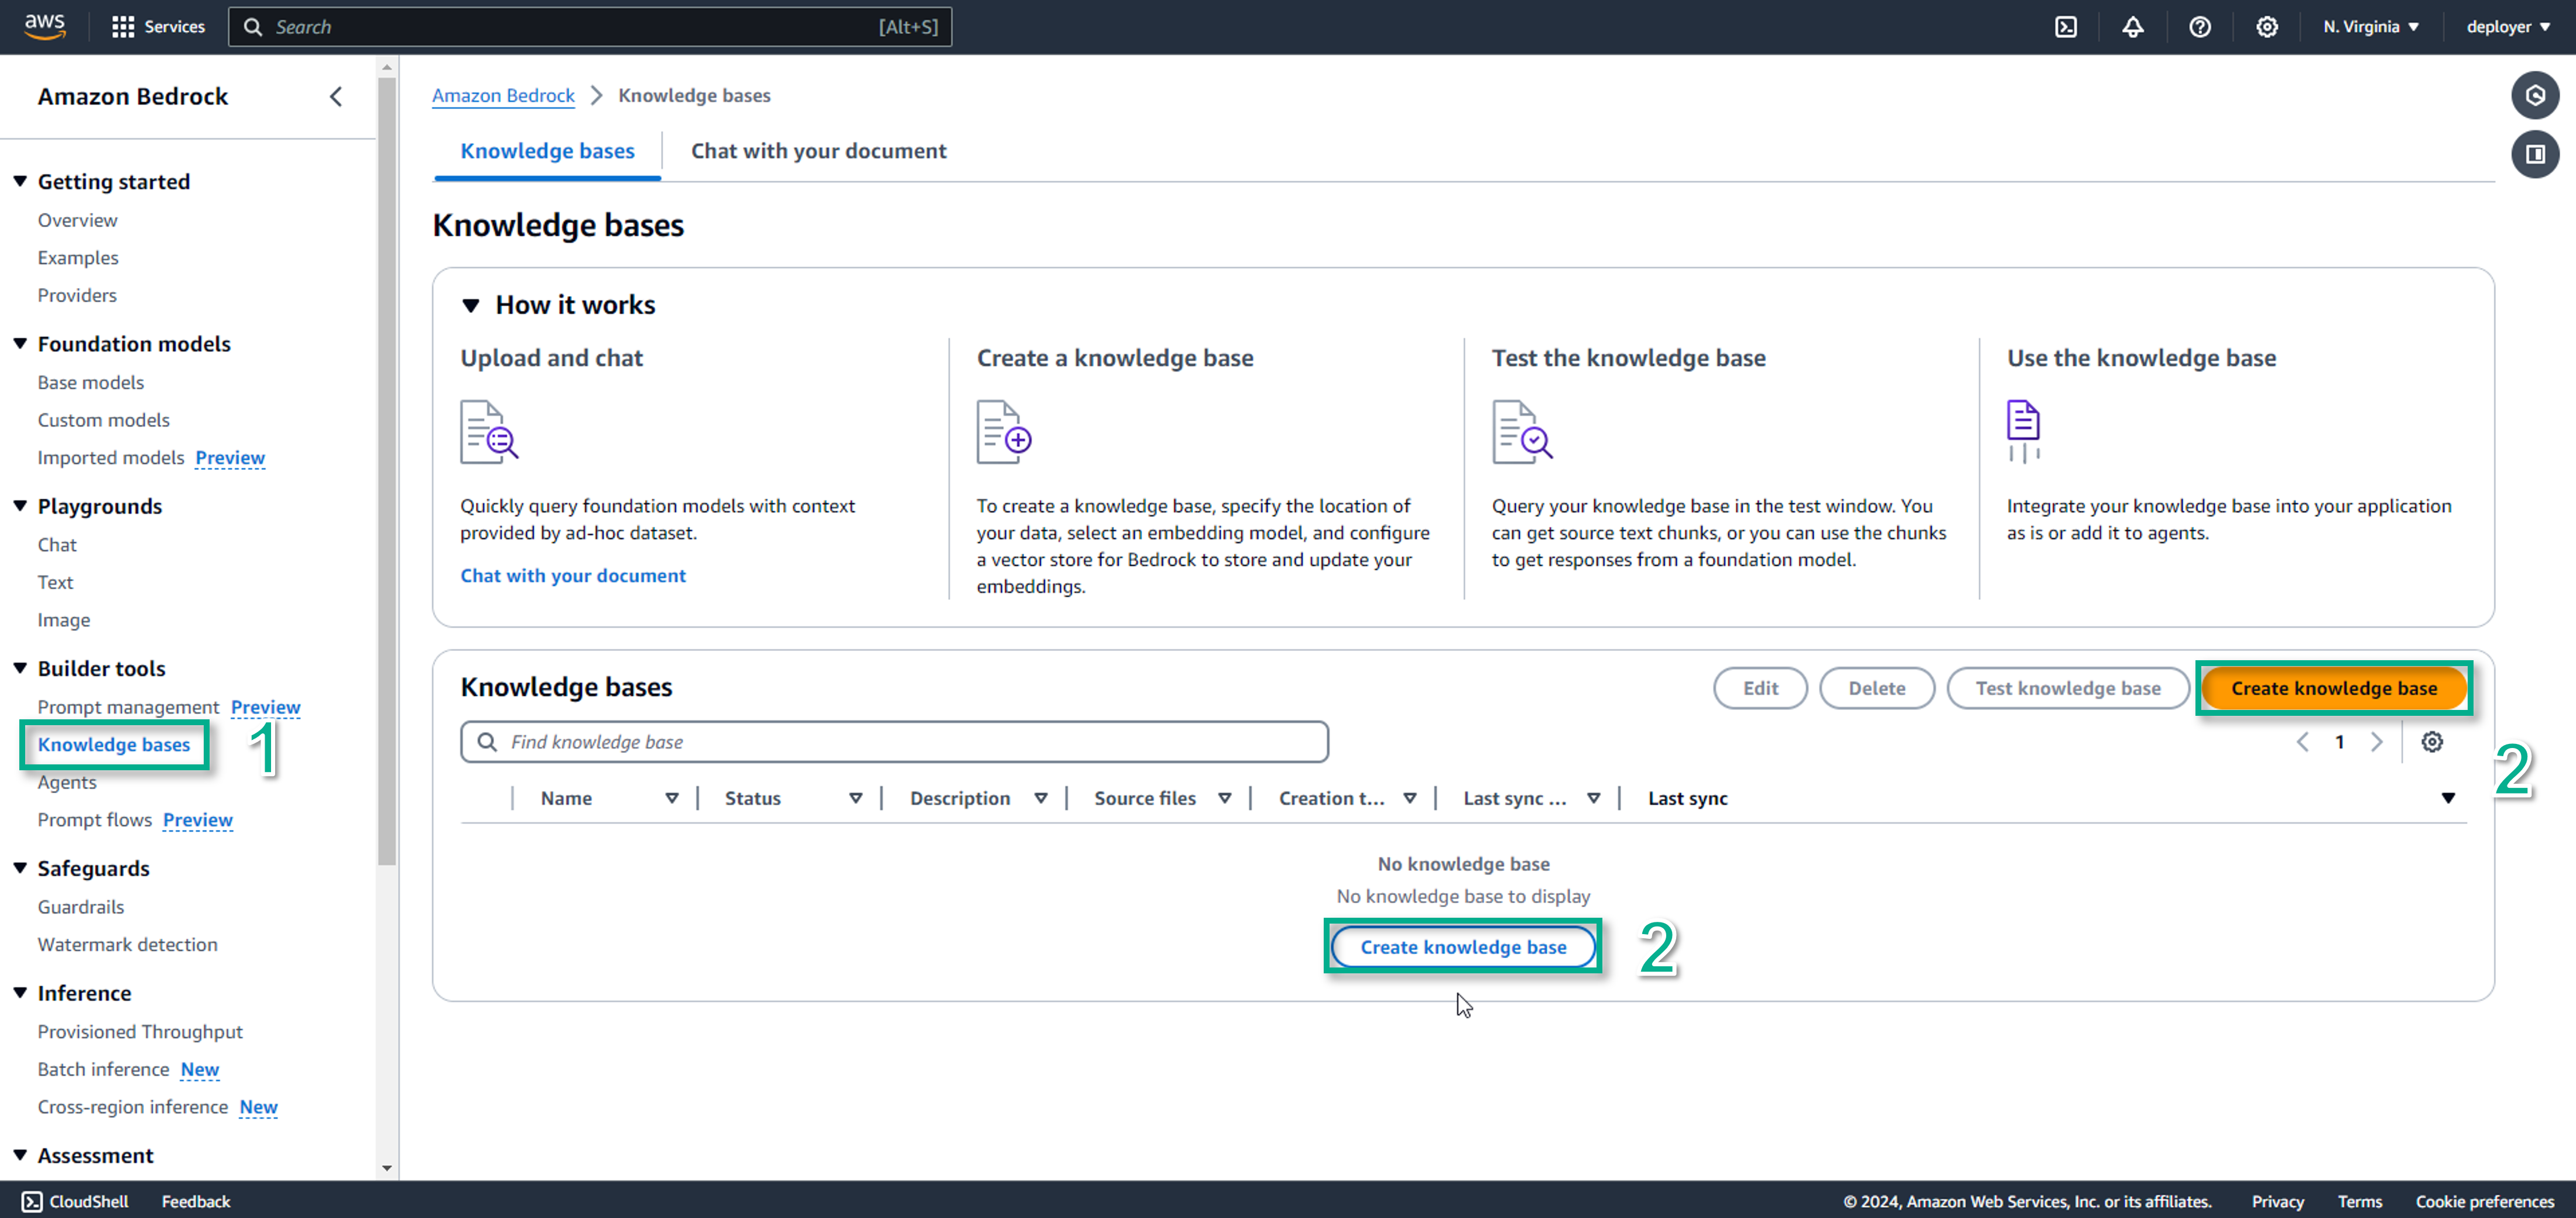 aws
Services
Search
[Alt+S]
N. Virginia
deployer
Amazon Bedrock
Getting started
Overview
Examples
Providers
Foundation models
Base models
Custom models
Imported models Preview
Playgrounds
Chat
Text
Image
Builder tools
Prompt management Preview
Knowledge bases
1
Agents
Prompt flows Preview
Safeguards
Guardrails
Watermark detection
Inference
Provisioned Throughput
Batch inference New
Cross-region inference New
Assessment
Amazon Bedrock > Knowledge bases
Knowledge bases
Chat with your document
Knowledge bases
How it works
Upload and chat
Quickly query foundation models with context
provided by ad-hoc dataset.
Chat with your document
Create a knowledge base
To create a knowledge base, specify the location of
your data, select an embedding model, and configure
a vector store for Bedrock to store and update your
embeddings.
Test the knowledge base
Query your knowledge base in the test window. You
can get source text chunks, or you can use the chunks
to get responses from a foundation model.
Use the knowledge base
Integrate your knowledge base into your application
as is or add it to agents.
Knowledge bases
Edit
Delete
Test knowledge base
Create knowledge base
Find knowledge base
1
2
Name
Status
Description
Source files
Creation t...
Last sync ...
Last sync
No knowledge base
No knowledge base to display
Create knowledge base
2
CloudShell
Feedback
© 2024, Amazon Web Services, Inc. or its affiliates.
Privacy
Terms
Cookie preferences